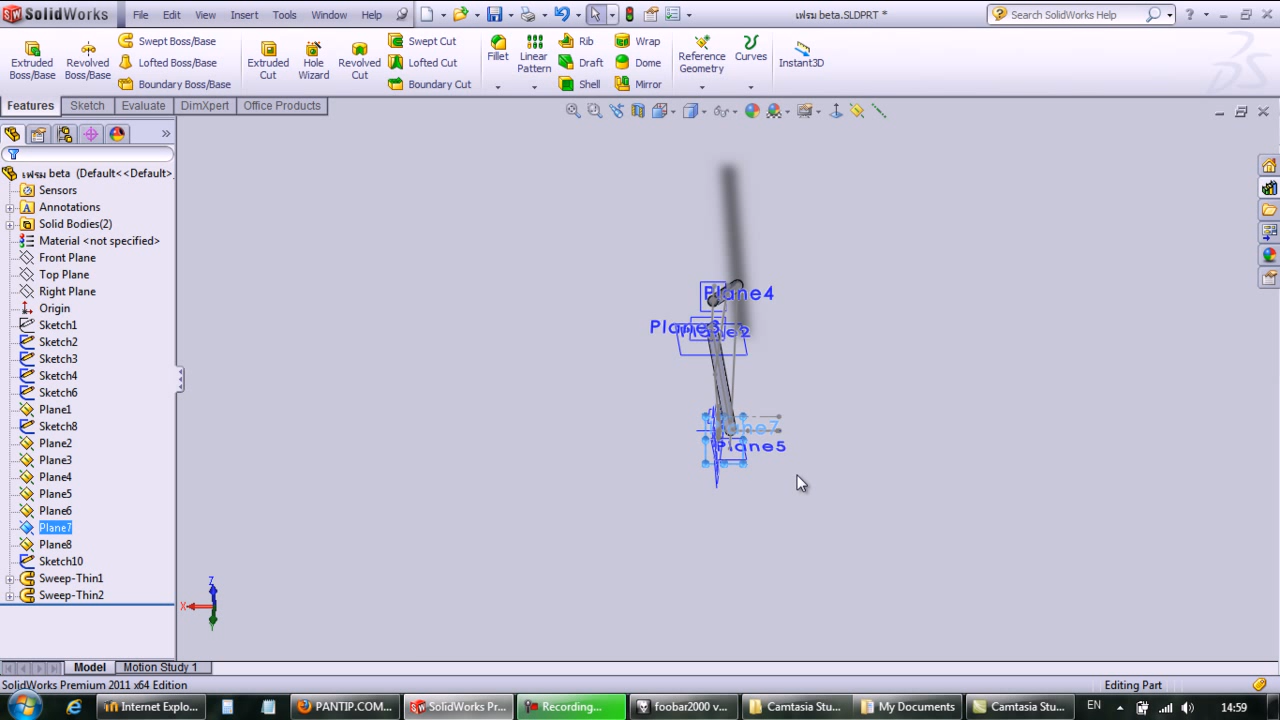 SolidWorks File Edit View Insert Tools Window Help เฟรม beta.SLDPRT * Search SolidWorks Help
Extruded Boss/Base Revolved Boss/Base Swept Boss/Base Lofted Boss/Base Boundary Boss/Base Extruded Cut Hole Wizard Revolved Cut Swept Cut Lofted Cut Boundary Cut Fillet Linear Pattern Rib Draft Shell Wrap Dome Mirror Reference Geometry Curves Instant3D
Features Sketch Evaluate DimXpert Office Products
เฟรม beta (Default<<Default>
Sensors
Annotations
Solid Bodies(2)
Material <not specified>
Front Plane
Top Plane
Right Plane
Origin
Sketch1
Sketch2
Sketch3
Sketch4
Sketch6
Plane1
Sketch8
Plane2
Plane3
Plane4
Plane5
Plane6
Plane7
Plane8
Sketch10
Sweep-Thin1
Sweep-Thin2
Plane4
Plane3 Plane2
Plane7
Plane5
Z
X
Y
Model Motion Study 1
SolidWorks Premium 2011 x64 Edition Editing Part
Internet Explo... PANTIP.COM... SolidWorks Pr... Recording... foobar2000 v... Camtasia Stu... My Documents Camtasia Stu... EN 14:59